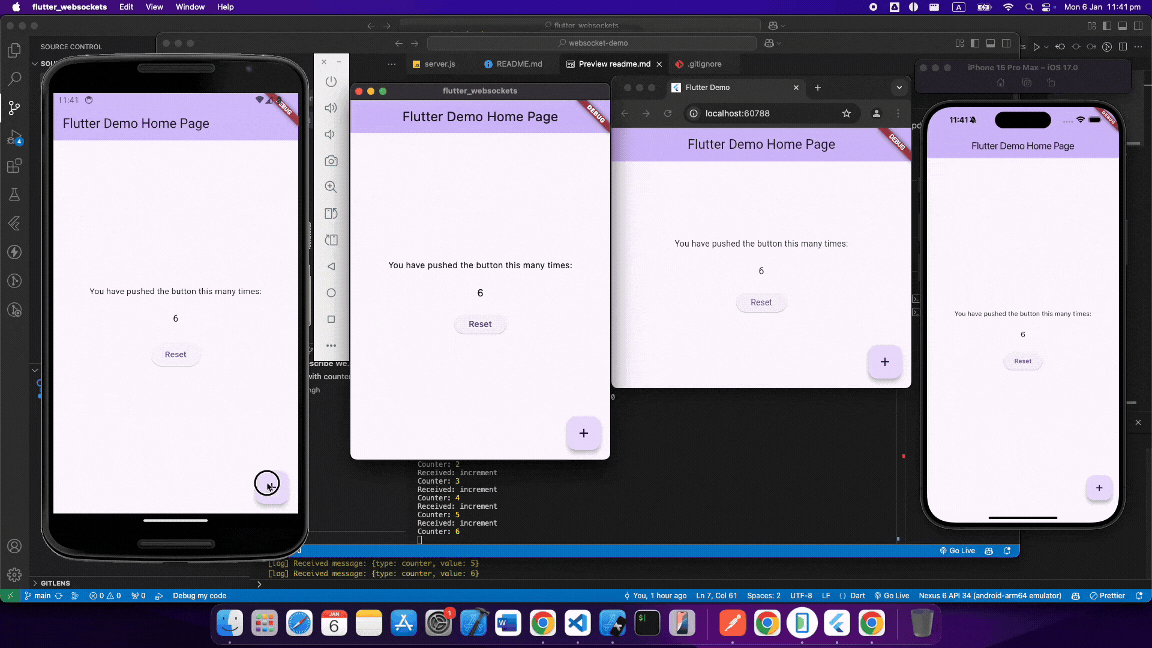 flutter_websockets Edit View Window Help
A
Mon 6 Jan 11:41 pm
flutter_websockets
SOURCE CONTROL
websocket-demo
server.js
README.md
Preview readme.md
.gitignore
iPhone 15 Pro Max – iOS 17.0
11:41
DEBUG
Flutter Demo Home Page
You have pushed the button this many times:
6
Reset
flutter_websockets
Flutter Demo Home Page
DEBUG
You have pushed the button this many times:
6
Reset
+
Flutter Demo
localhost:60788
Flutter Demo Home Page
DEBUG
You have pushed the button this many times:
6
Reset
+
11:41
DEBUG
Flutter Demo Home Page
You have pushed the button this many times:
6
Reset
+
with counter
Counter: 2
Received: increment
Counter: 3
Received: increment
Counter: 4
Received: increment
Counter: 5
Received: increment
Counter: 6
Go Live
[log] Received message: {type: counter, value: 5}
[log] Received message: {type: counter, value: 6}
GITLENS
main
0 0
0
Debug my code
You, 1 hour ago
Ln 7, Col 61
Spaces: 2
UTF-8
LF
{ } Dart
Go Live
Nexus 6 API 34 (android-arm64 emulator)
Prettier
JAN
6
1
W